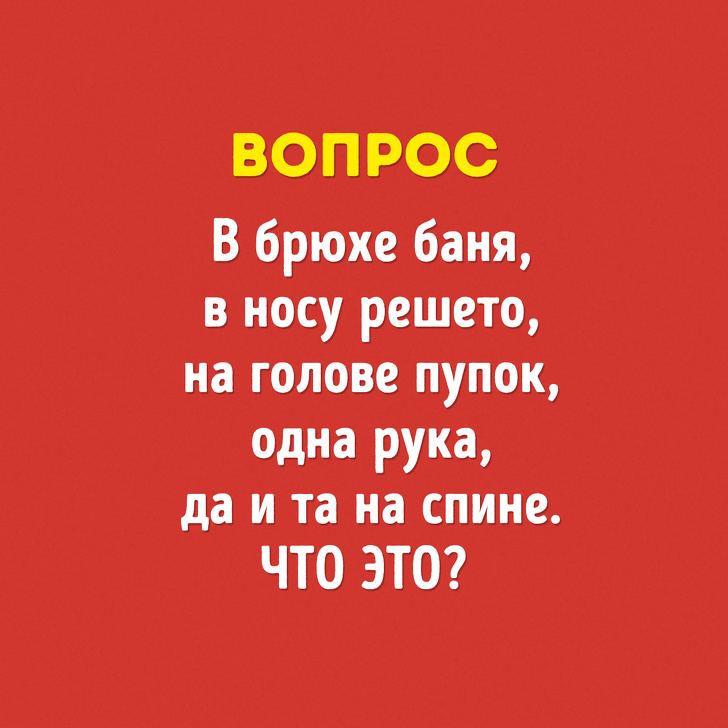 ВОПРОС
В брюхе баня,
в носу решето,
на голове пупок,
одна рука,
да и та на спине.
ЧТО ЭТО?